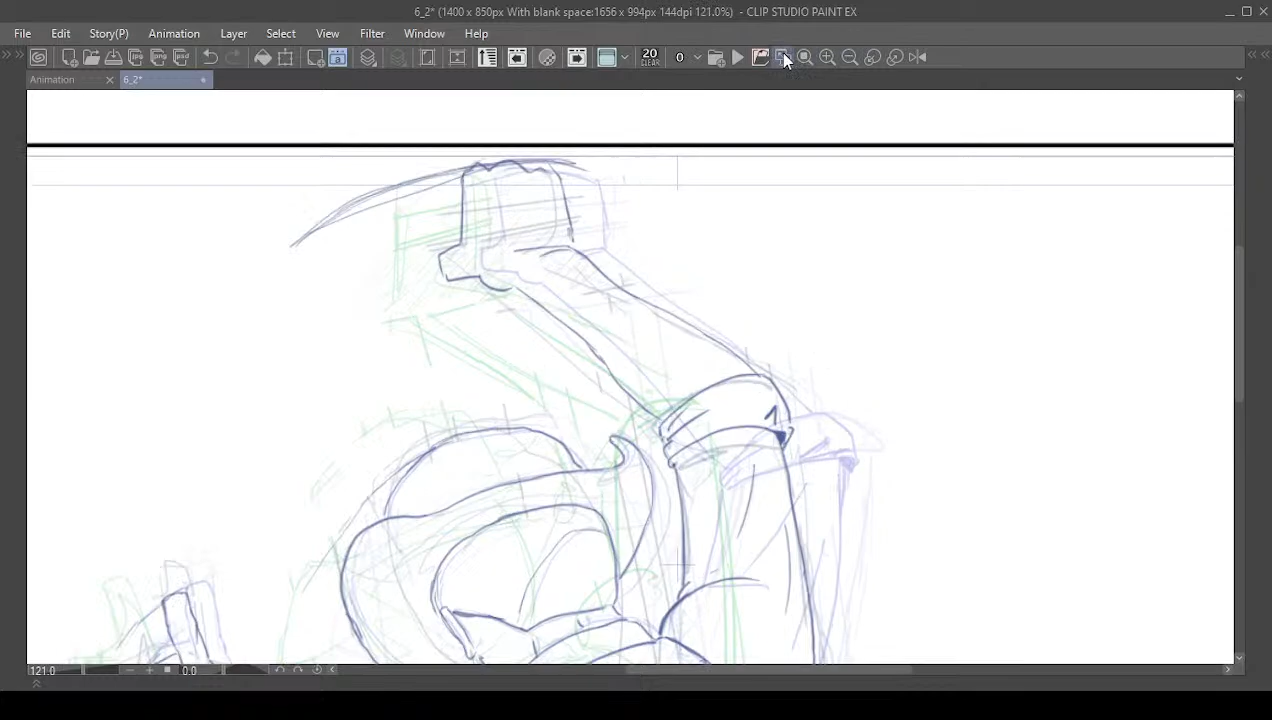 6_2* (1400 x 850px With blank space:1656 x 994px 144dpi 121.0%) - CLIP STUDIO PAINT EX
File Edit Story(P) Animation Layer Select View Filter Window Help
20 CLEAR 0
Animation 6_2*
121.0 0.0